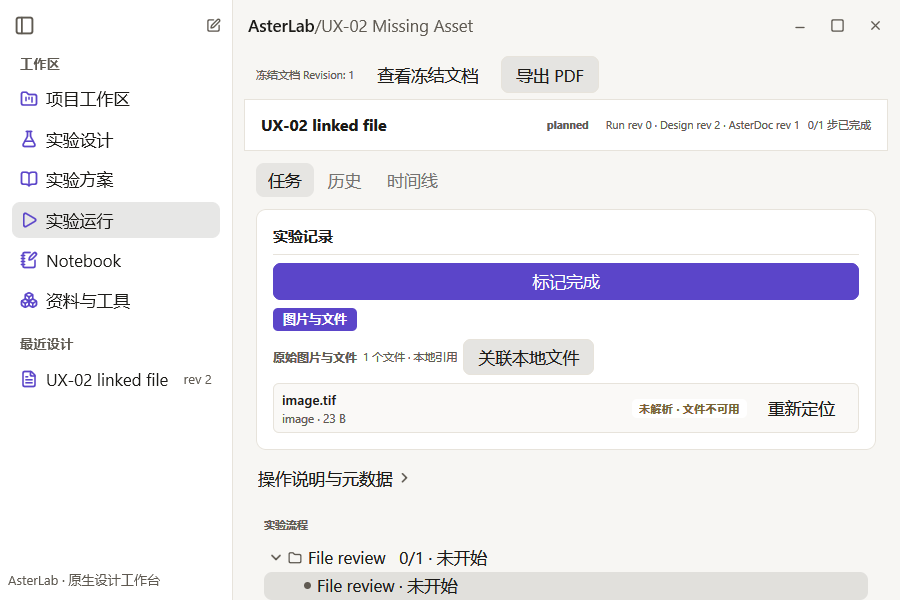 AsterLab/UX-02 Missing Asset
工作区
项目工作区
实验设计
实验方案
实验运行
Notebook
资料与工具
最近设计
UX-02 linked file rev 2
AsterLab · 原生设计工作台
冻结文档 Revision: 1 查看冻结文档 导出 PDF
UX-02 linked file planned Run rev 0 · Design rev 2 · AsterDoc rev 1 0/1 步已完成
任务 历史 时间线
实验记录
标记完成
图片与文件
原始图片与文件 1 个文件 · 本地引用 关联本地文件
image.tif
image · 23 B
未解析 · 文件不可用 重新定位
操作说明与元数据
实验流程
File review 0/1 · 未开始
File review · 未开始